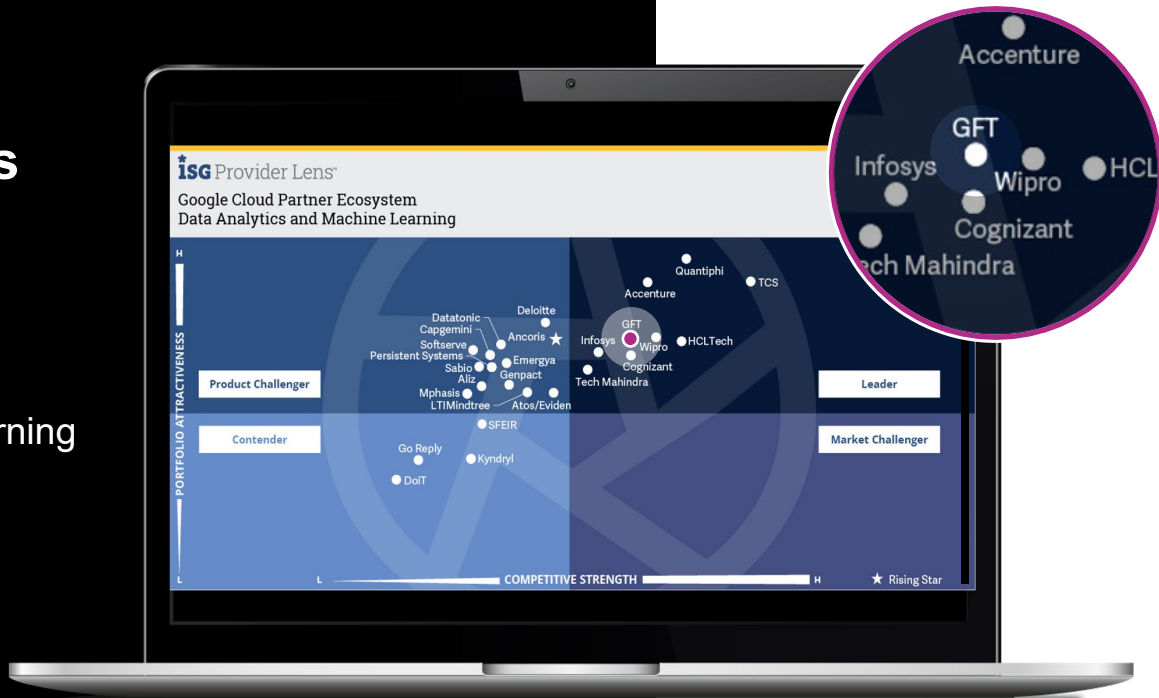 s
rning
ISG Provider Lens™
Google Cloud Partner Ecosystem
Data Analytics and Machine Learning
H
PORTFOLIO ATTRACTIVENESS
L
Product Challenger
Leader
Contender
Market Challenger
Quantiphi
TCS
Accenture
Deloitte
Datatonic
Capgemini
Ancoris
GFT
Softserve
Infosys
Wipro
HCLTech
Persistent Systems
Emergya
Cognizant
Sabio
Genpact
Tech Mahindra
Aliz
Mphasis
LTIMindtree
Atos/Eviden
SFEIR
Go Reply
Kyndryl
DoiT
L
COMPETITIVE STRENGTH
H
★ Rising Star
Accenture
GFT
Infosys
Wipro
HCL
Cognizant
ech Mahindra